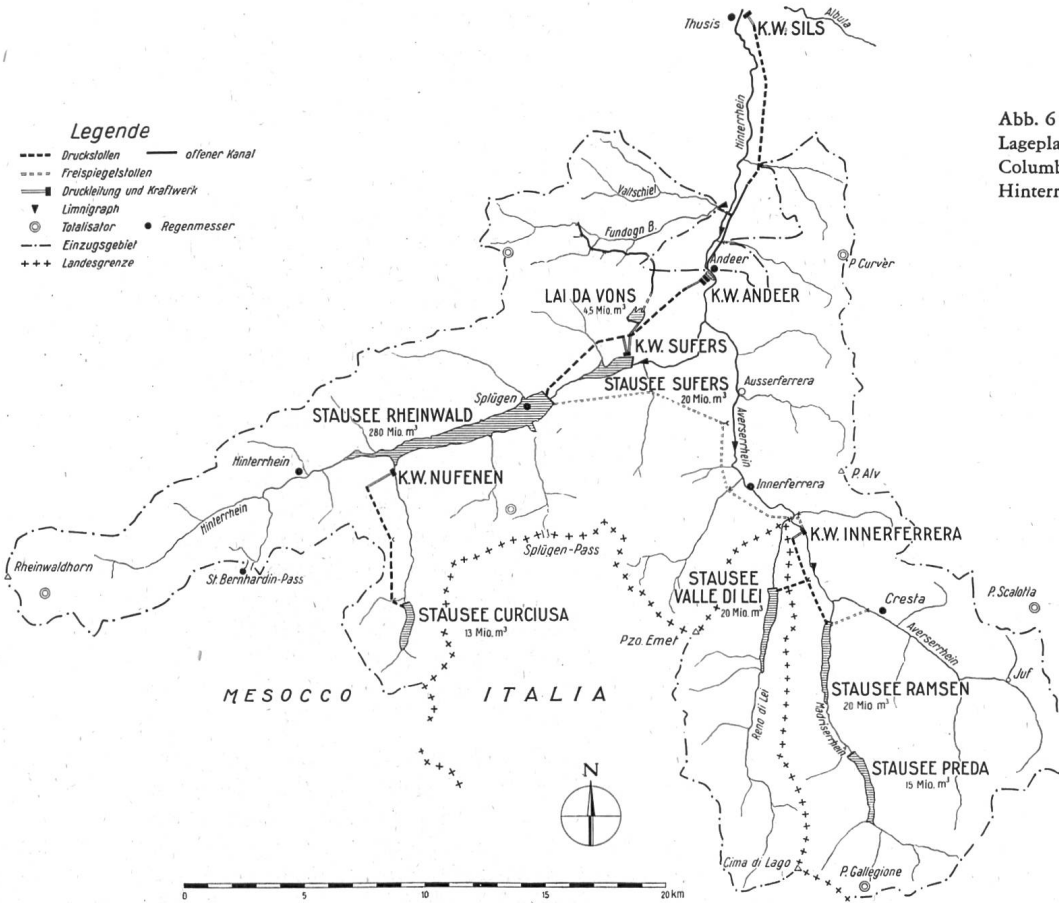 Thusis
K.W. SILS
Albula
Hinterrhein
Abb. 6
Legende
Druckstollen
offener Kanal
Freispiegelstollen
Druckleitung und Kraftwerk
Limnigraph
Totalisator
Regenmesser
Einzugsgebiet
Landesgrenze
Valtschiel
Fundogn B.
Andeer
P. Curvèr
K.W. ANDEER
LAI DA VONS
4,5 Mio. m³
K.W. SUFERS
STAUSEE SUFERS
20 Mio. m³
Ausserferrera
Splügen
STAUSEE RHEINWALD
280 Mio. m³
Averserrhein
Hinterrhein
K.W. NUFENEN
P. Alv
Innerferrera
Hinterrhein
Splügen-Pass
K.W. INNERFERRERA
Rheinwaldhorn
St. Bernhardin-Pass
STAUSEE
VALLE DI LEI
20 Mio. m³
Cresta
P. Scalotta
STAUSEE CURCIUSA
13 Mio. m³
Pzo. Emet
Averserrhein
Juf
MESOCCO
ITALIA
Reno di Lei
STAUSEE RAMSEN
20 Mio. m³
Madriserrhein
STAUSEE PREDA
15 Mio. m³
N
Cima di Lago
P. Gallegione
0 5 10 15 20 km